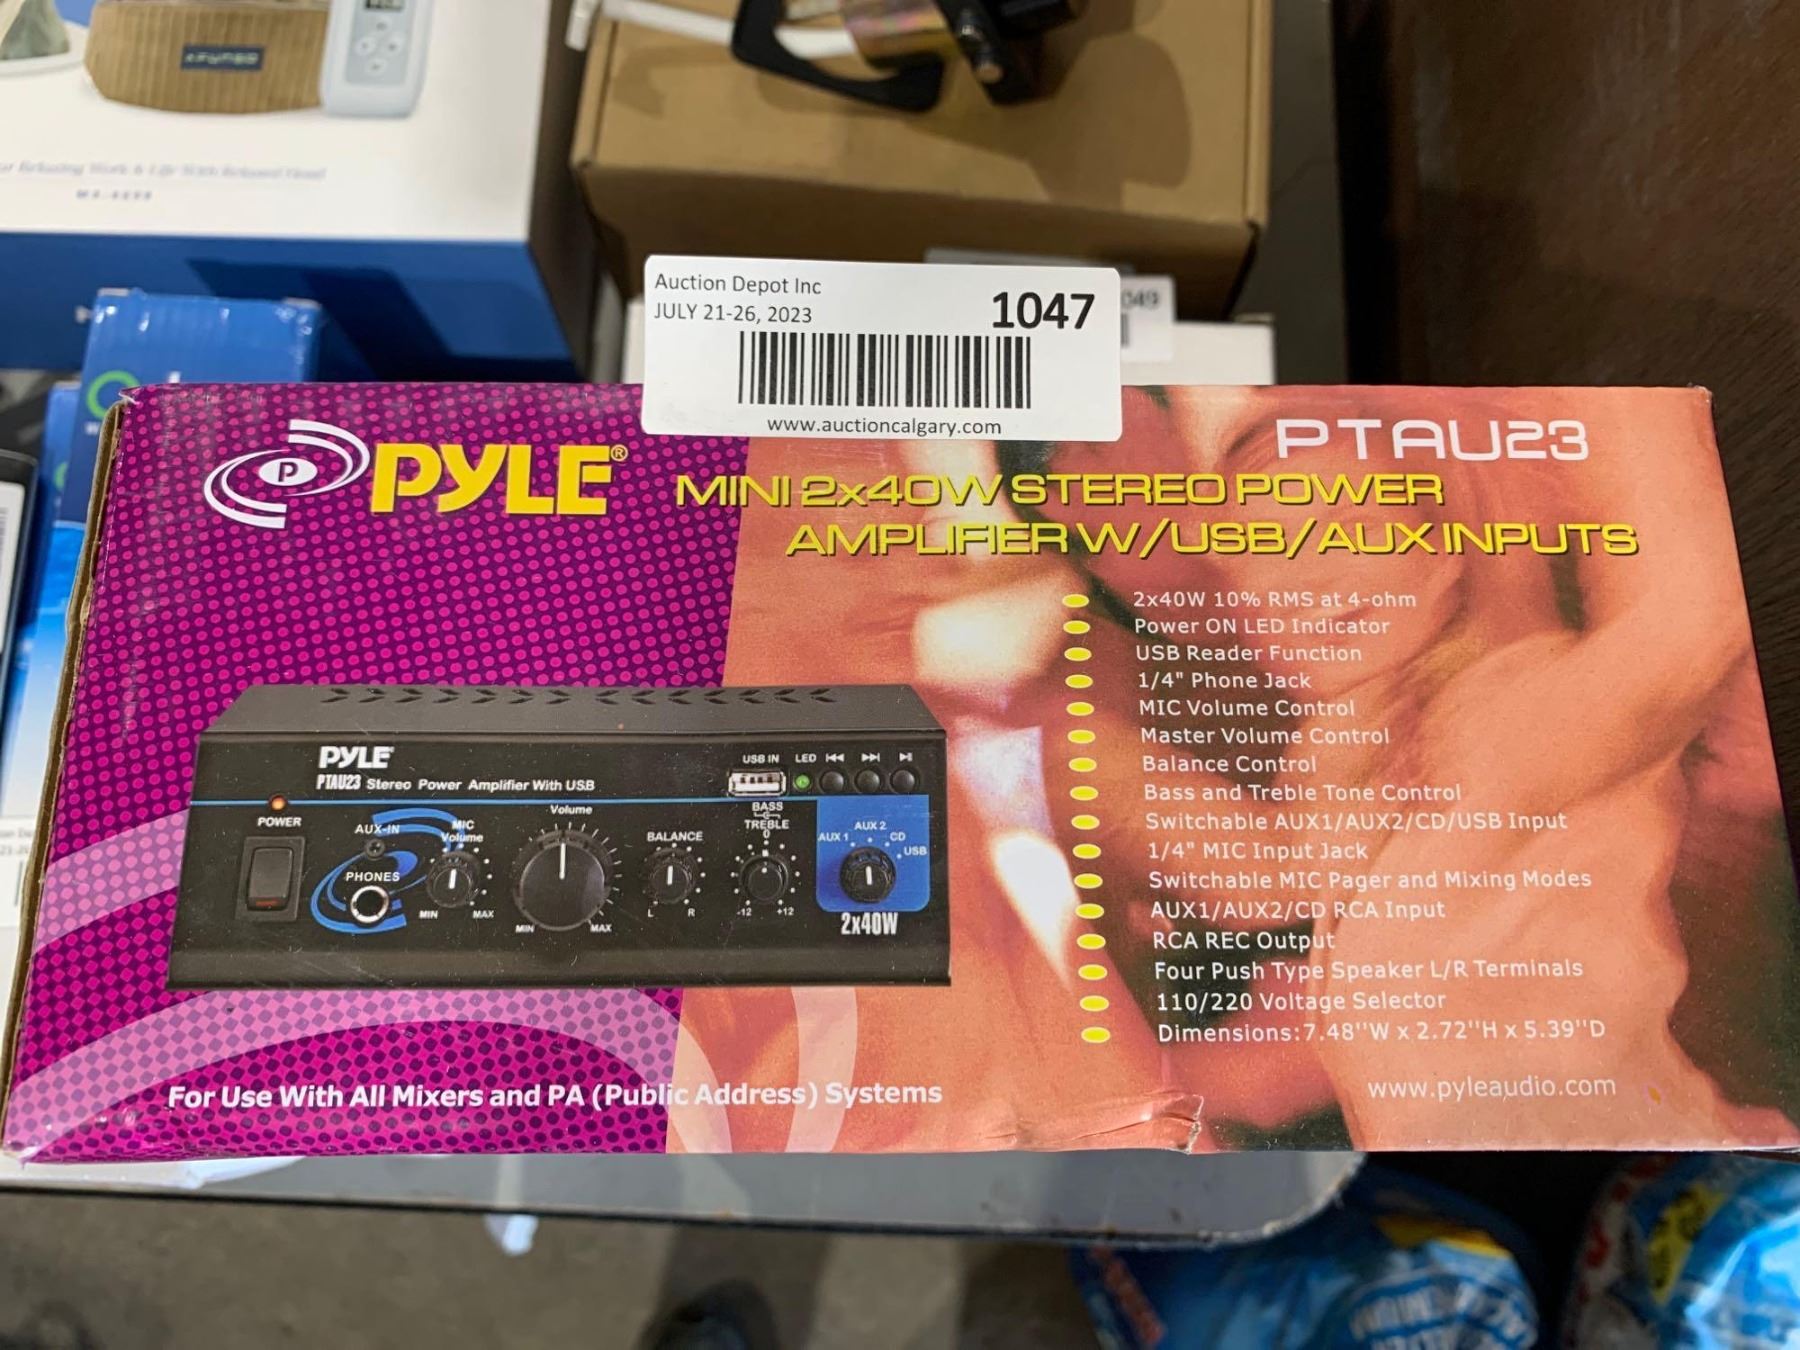 Auction Depot Inc
JULY 21-26, 2023
1047
www.auctioncalgary.com
PYLE®
PTAU23
MINI 2x40W STEREO POWER
AMPLIFIER W/USB/AUX INPUTS
2x40W 10% RMS at 4-ohm
Power ON LED Indicator
USB Reader Function
1/4" Phone Jack
MIC Volume Control
Master Volume Control
Balance Control
Bass and Treble Tone Control
Switchable AUX1/AUX2/CD/USB Input
1/4" MIC Input Jack
Switchable MIC Pager and Mixing Modes
AUX1/AUX2/CD RCA Input
RCA REC Output
Four Push Type Speaker L/R Terminals
110/220 Voltage Selector
Dimensions:7.48''W x 2.72''H x 5.39''D
www.pyleaudio.com
PYLE
PTAU23 Stereo Power Amplifier With USB
USB IN LED
POWER
AUX-IN
PHONES
MIC
Volume
MIN MAX
Volume
MIN MAX
BALANCE
L R
BASS
TREBLE
0
-12 +12
AUX 1 AUX 2 CD USB
2x40W
For Use With All Mixers and PA (Public Address) Systems